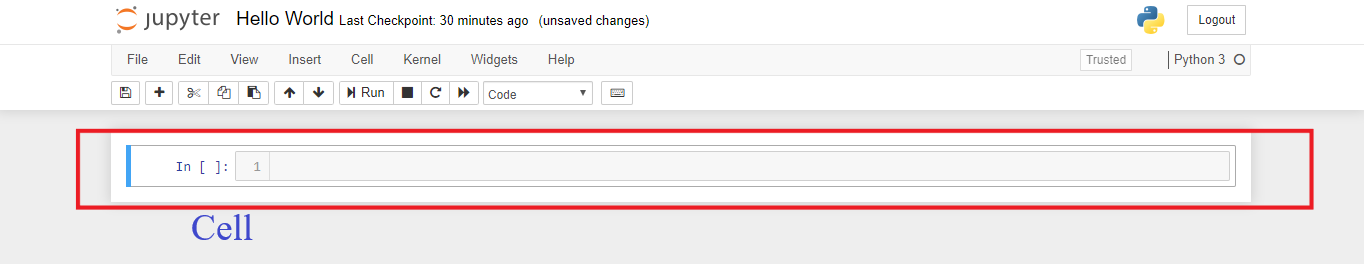 jupyter Hello World Last Checkpoint: 30 minutes ago (unsaved changes) Logout
File Edit View Insert Cell Kernel Widgets Help Trusted Python 3
Run Code
In [ ]: 1
Cell